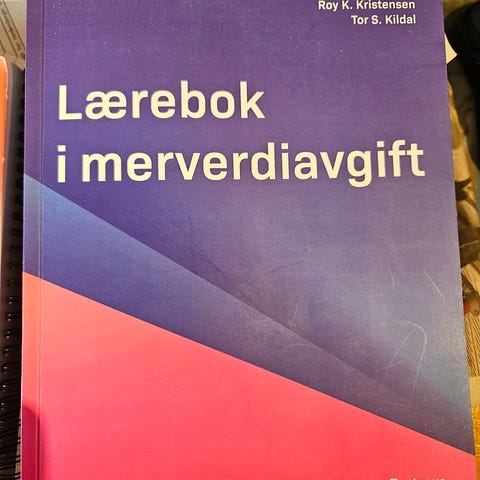 Roy K. Kristensen
Tor S. Kildal
Lærebok
i merverdiavgift